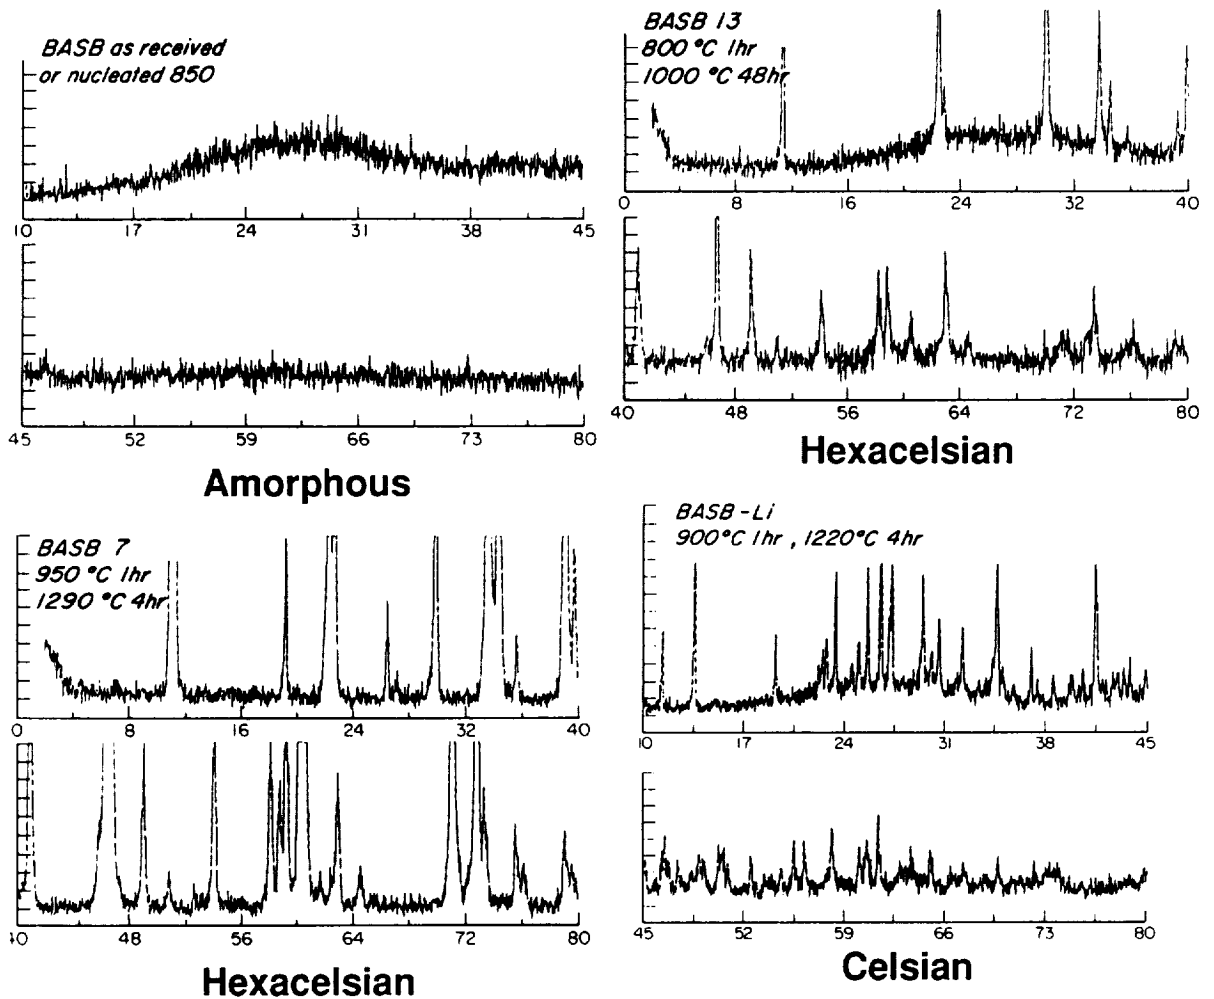 BASB as received
or nucleated 850
10 17 24 31 38 45
45 52 59 66 73 80
Amorphous
BASB 13
800 °C 1hr
1000 °C 48hr
0 8 16 24 32 40
40 48 56 64 72 80
Hexacelsian
BASB 7
950 °C 1hr
1290 °C 4hr
0 8 16 24 32 40
40 48 56 64 72 80
Hexacelsian
BASB -Li
900°C 1hr , 1220°C 4hr
10 17 24 31 38 45
45 52 59 66 73 80
Celsian